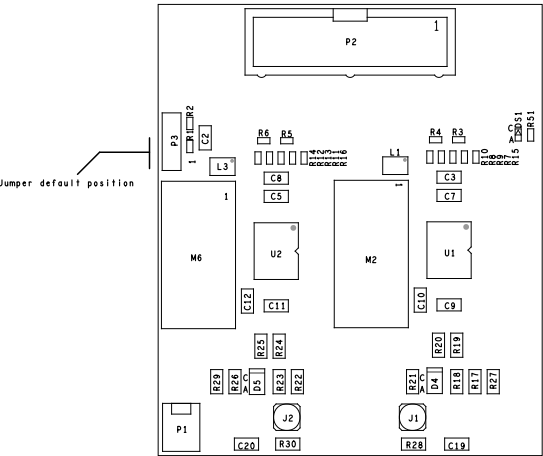 1
P2
R2
R1
P3
C2
1
L3
R6
R5
R14
R12
R13
R11
R16
L1
R4
R3
R10
R8
R9
R7
R15
C
A
DS1
R51
Jumper default position
C8
C5
C3
C7
1
M6
U2
1
M2
U1
C12
C11
C10
C9
R25
R24
R20
R19
R29
R26
C
A
D5
R23
R22
R21
C
A
D4
R18
R17
R27
P1
J2
J1
C20
R30
R28
C19